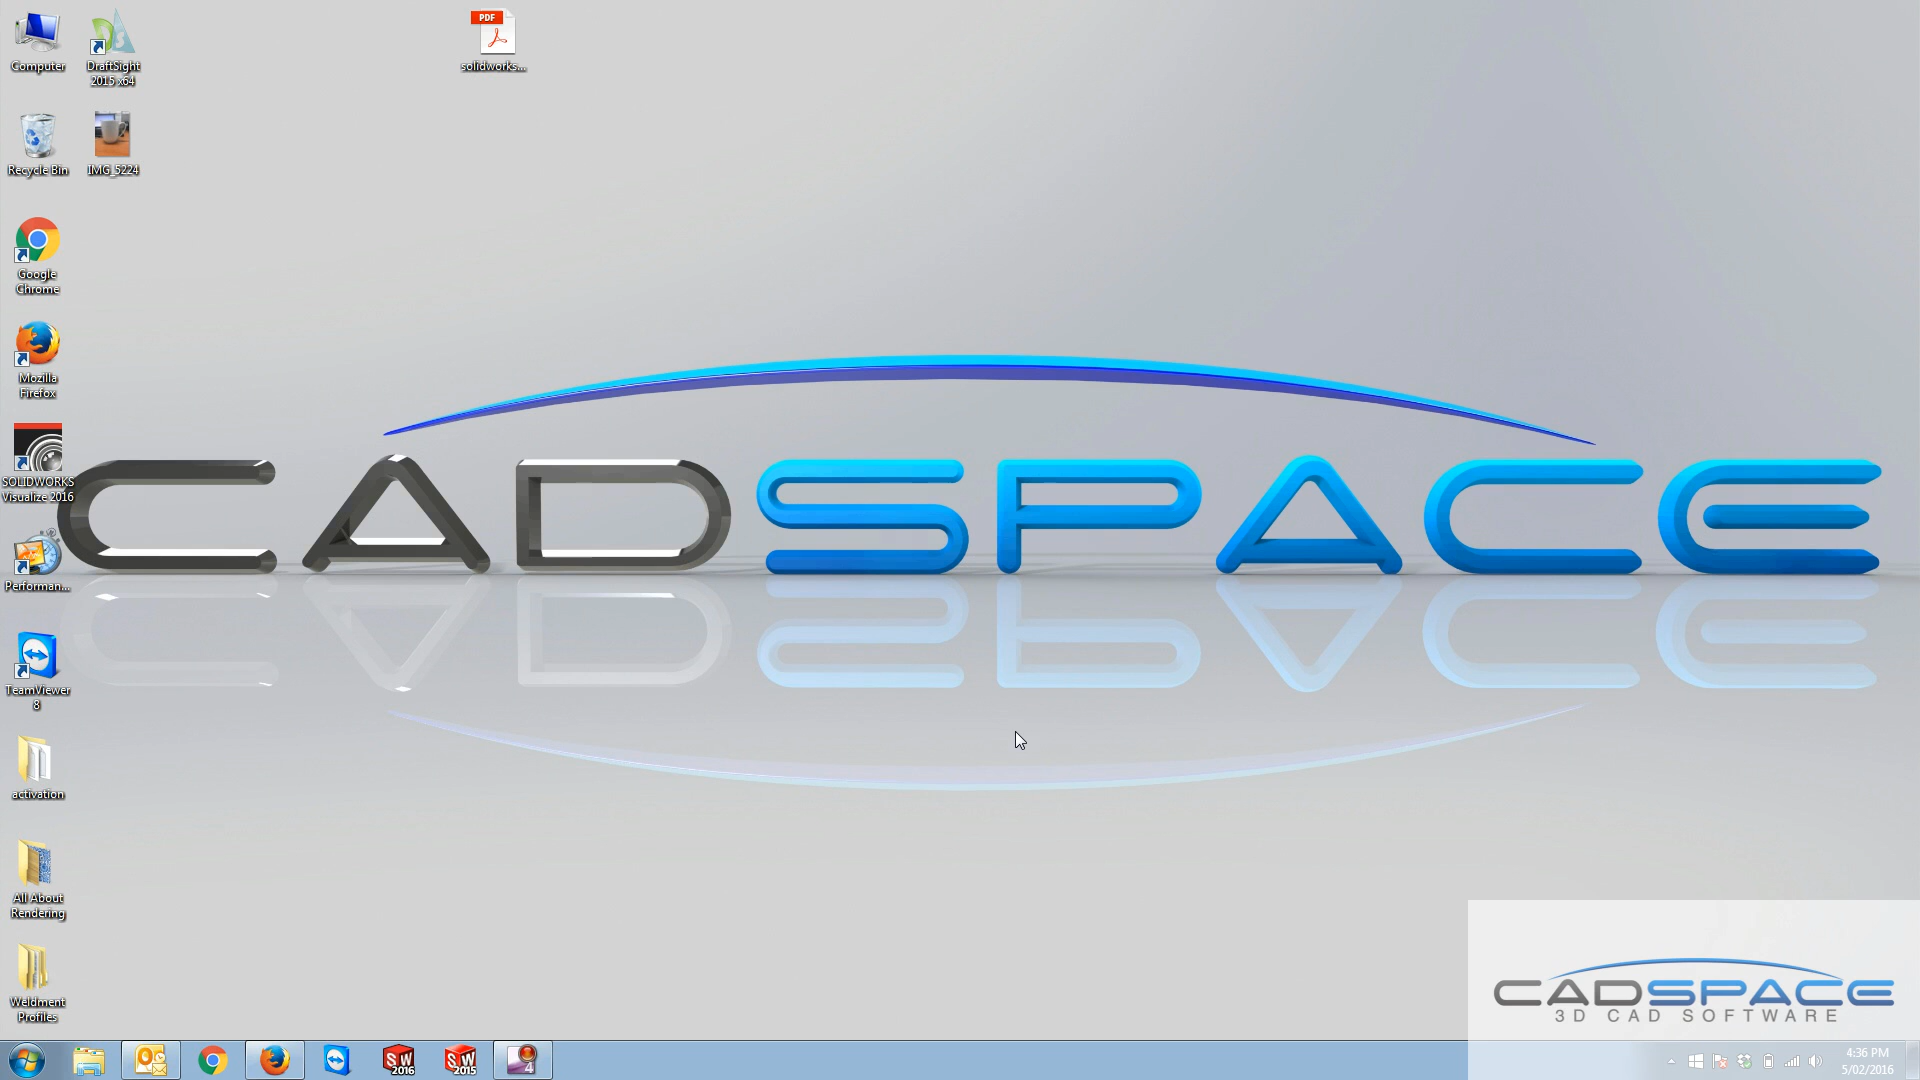 Computer
DraftSight
2015 x64
solidworks...
Recycle Bin
IMG_5224
Google
Chrome
Mozilla
Firefox
SOLIDWORKS
Visualize 2016
Performan...
TeamViewer
8
activation
All About
Rendering
Weldment
Profiles
PDF
CADSPACE
CADSPACE
3D CAD SOFTWARE
SW
2016
SW
2015
4
4:36 PM
5/02/2016